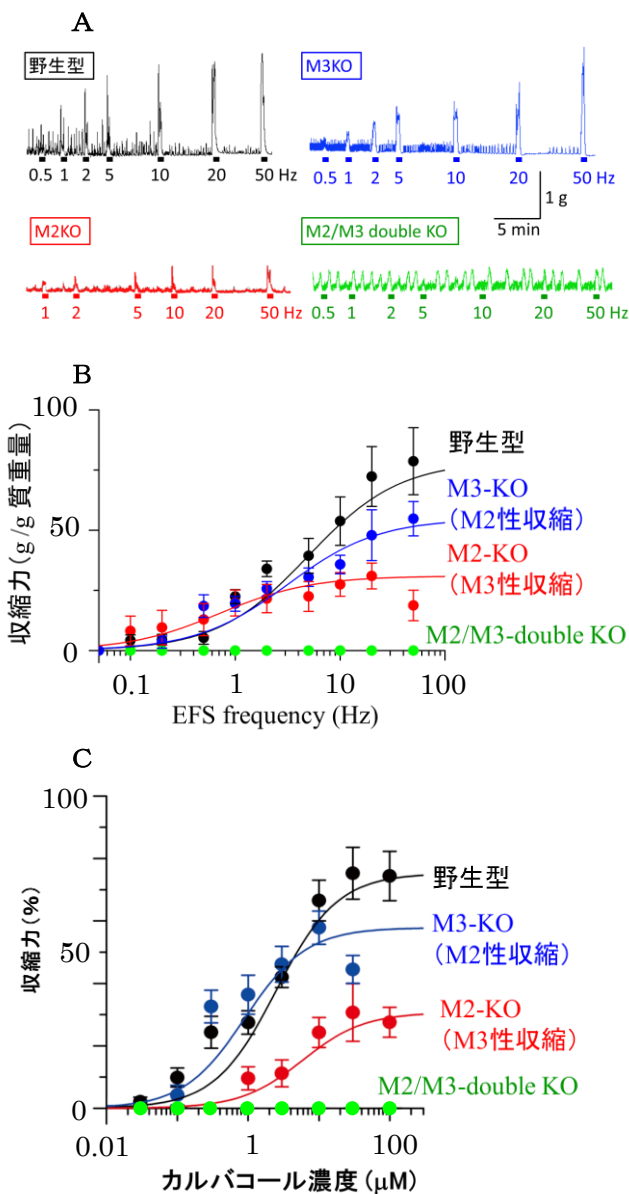 A
野生型
0.5 1 2 5 10 20 50 Hz
M3KO
0.5 1 2 5 10 20 50 Hz
1 g
5 min
M2KO
1 2 5 10 20 50 Hz
M2/M3 double KO
0.5 1 2 5 10 20 50 Hz
B
収縮力(g/g 質重量)
100
50
0
0.1 1 10 100
EFS frequency (Hz)
野生型
M3-KO
(M2性収縮)
M2-KO
(M3性収縮)
M2/M3-double KO
C
収縮力(%)
100
50
0
0.01 1 100
カルバコール濃度(μM)
野生型
M3-KO
(M2性収縮)
M2-KO
(M3性収縮)
M2/M3-double KO